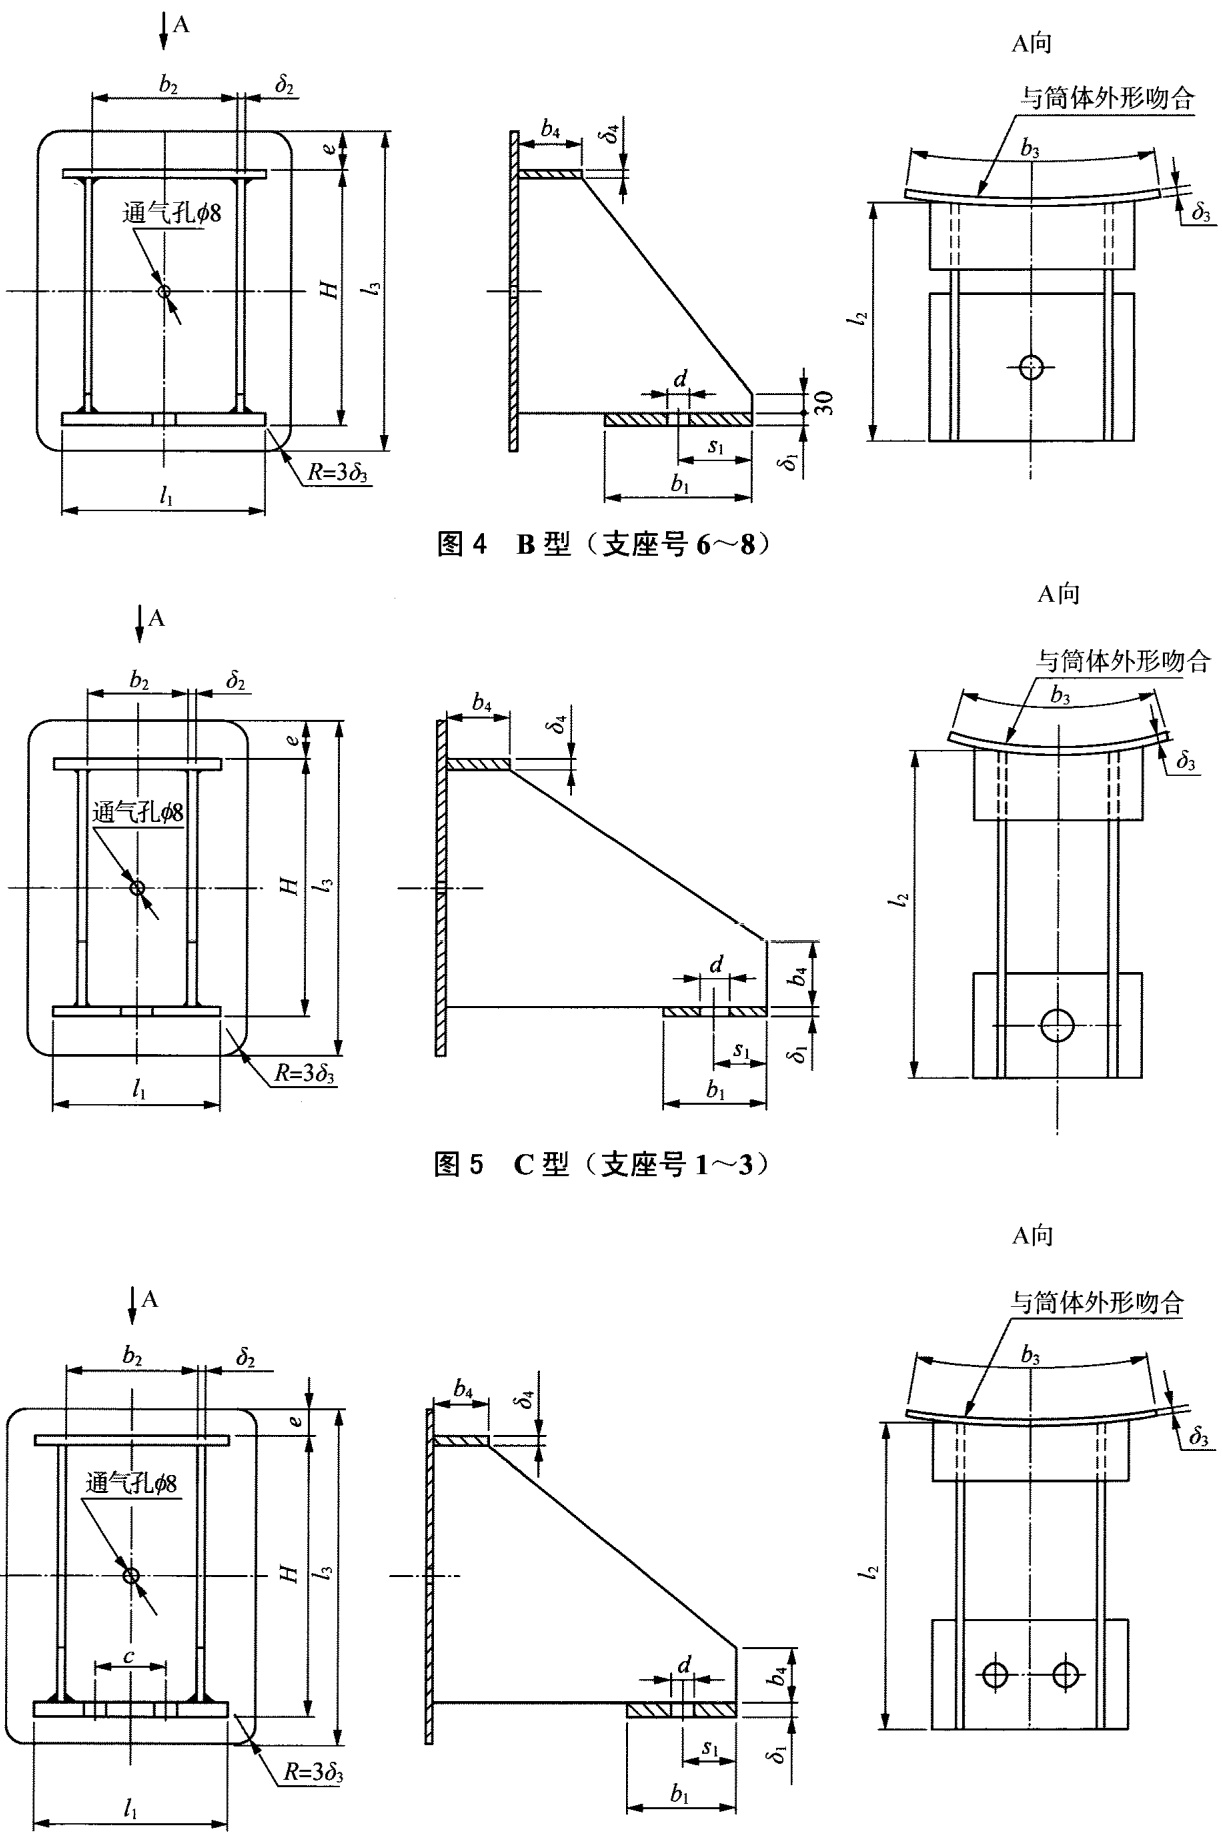 A
A向
b₂
δ₂
e
通气孔ϕ8
H
l₃
R=3δ₃
l₁
b₄
δ₄
d
30
s₁
δ₁
b₁
与筒体外形吻合
b₃
δ₃
l₂
图 4 B 型（支座号 6～8）
A
A向
b₂
δ₂
e
通气孔ϕ8
H
l₃
R=3δ₃
l₁
b₄
δ₄
d
b₄
s₁
δ₁
b₁
与筒体外形吻合
b₃
δ₃
l₂
图 5 C 型（支座号 1～3）
A
A向
b₂
δ₂
e
通气孔ϕ8
H
l₃
c
R=3δ₃
l₁
b₄
δ₄
d
b₄
s₁
δ₁
b₁
与筒体外形吻合
b₃
δ₃
l₂